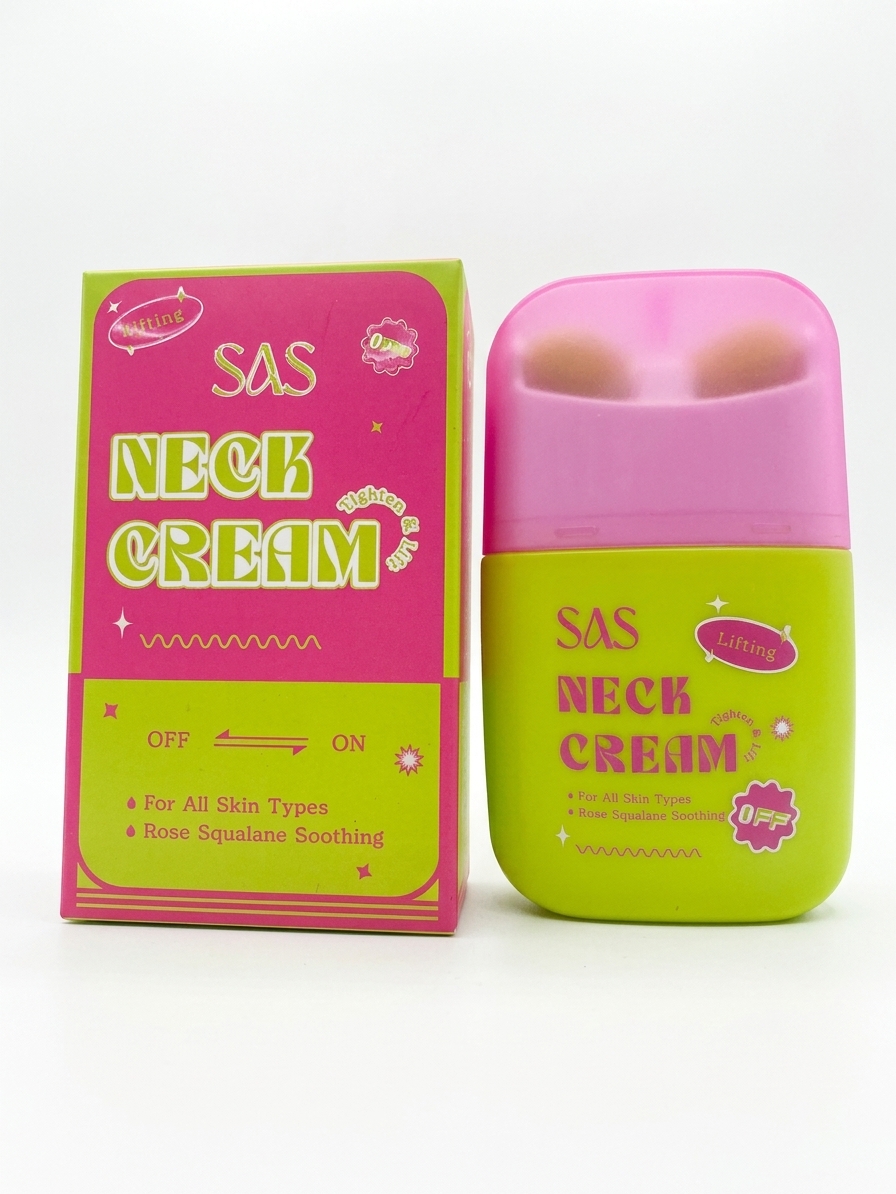 Lifting
SAS
NECK
CREAM
Tighten & Lift
OFF ON
For All Skin Types
Rose Squalane Soothing
SAS
Lifting
NECK
CREAM
Tighten & Lift
For All Skin Types
Rose Squalane Soothing
OFF